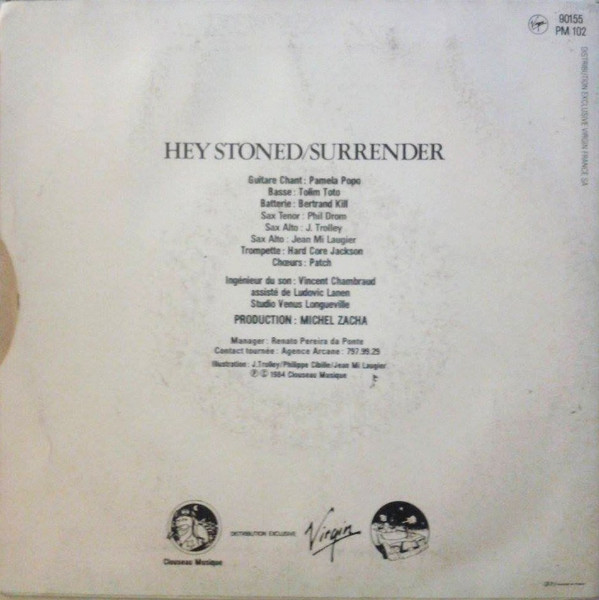 Virgin
90155
PM 102
DISTRIBUTION EXCLUSIVE VIRGIN FRANCE SA
HEY STONED/SURRENDER
Guitare Chant : Pamela Popo
Basse : Tolim Toto
Batterie : Bertrand Kill
Sax Tenor : Phil Drom
Sax Alto : J. Trolley
Sax Alto : Jean Mi Laugier
Trompette : Hard Core Jackson
Chœurs : Patch
Ingénieur du son : Vincent Chambraud
assisté de Ludovic Lanen
Studio Venus Longueville
PRODUCTION : MICHEL ZACHA
Manager : Renato Pereira da Ponte
Contact tournée : Agence Arcane : 797.99.25
Illustration : J.Trolley/Philippe Cibille/Jean Mi Laugier
℗ © 1984 Clouseau Musique
Clouseau Musique
DISTRIBUTION EXCLUSIVE
Virgin